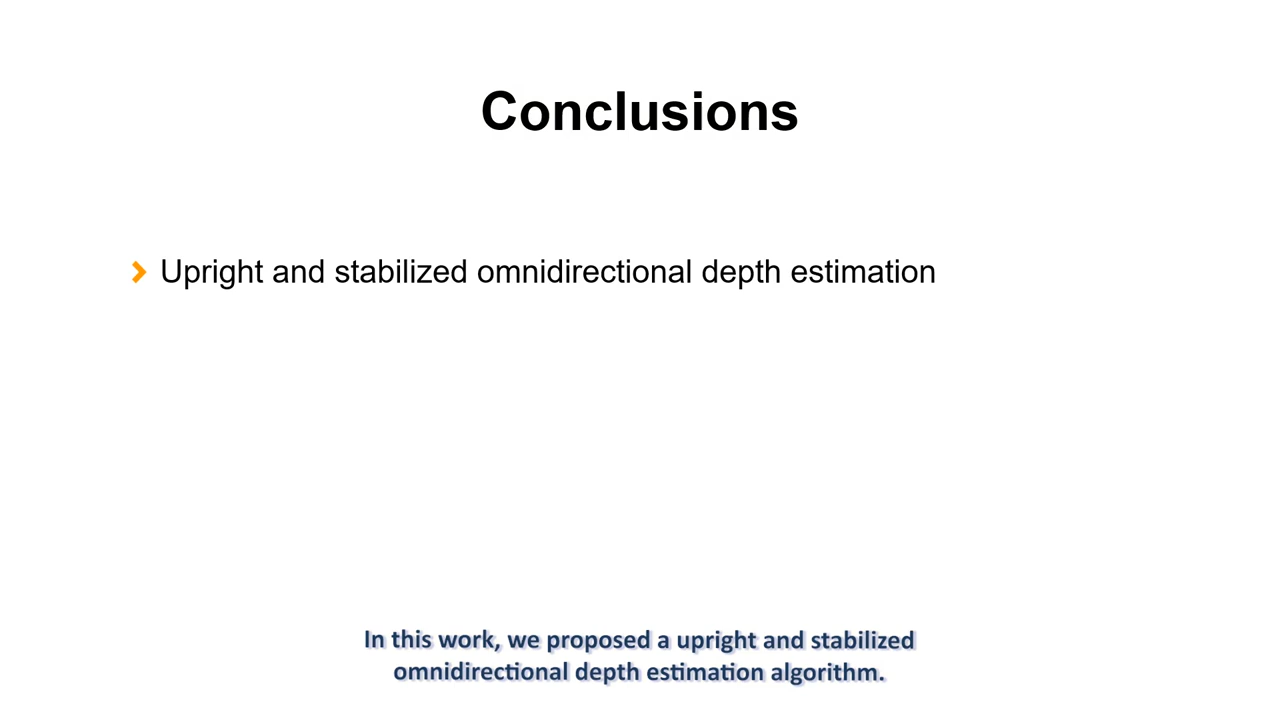 Conclusions
Upright and stabilized omnidirectional depth estimation
In this work, we proposed a upright and stabilized
omnidirectional depth estimation algorithm.